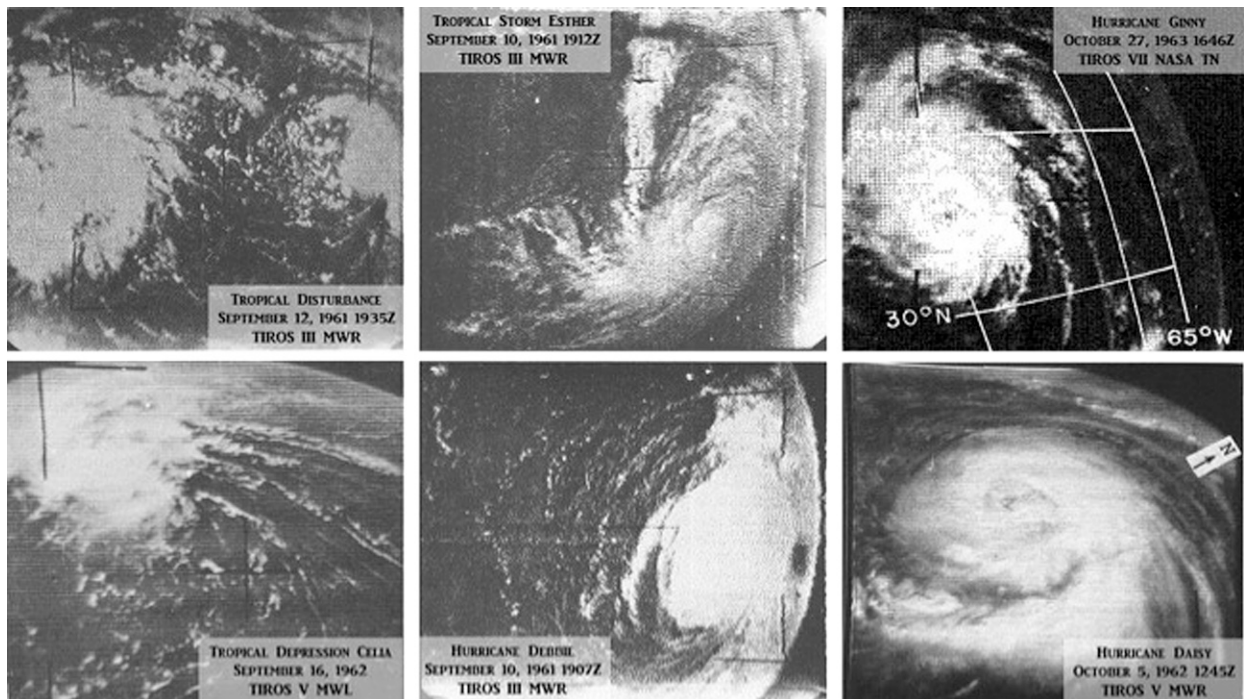 Tropical Disturbance
September 12, 1961 1935Z
TIROS III MWR
Tropical Storm Esther
September 10, 1961 1912Z
TIROS III MWR
Hurricane Ginny
October 27, 1963 1646Z
TIROS VII NASA TN
30°N
65°W
Tropical Depression Celia
September 16, 1962
TIROS V MWL
Hurricane Debbie
September 10, 1961 1907Z
TIROS III MWR
N
Hurricane Daisy
October 5, 1962 1245Z
TIROS V MWR